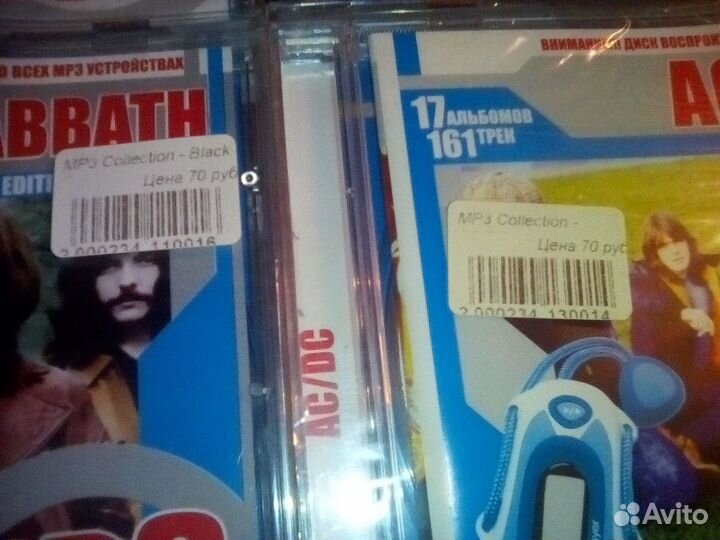 О ВСЕХ MP3 УСТРОЙСТВАХ
ABBATH
EDITI
MP3 Collection - Black
Цена 70 руб
2 000234 110016
AC/DC
ВНИМАНИЕ! ДИСК ВОСПРОИ
AC
17 АЛЬБОМОВ
161 ТРЕК
MP3 Collection -
Цена 70 руб
2 000234 130014
Avito